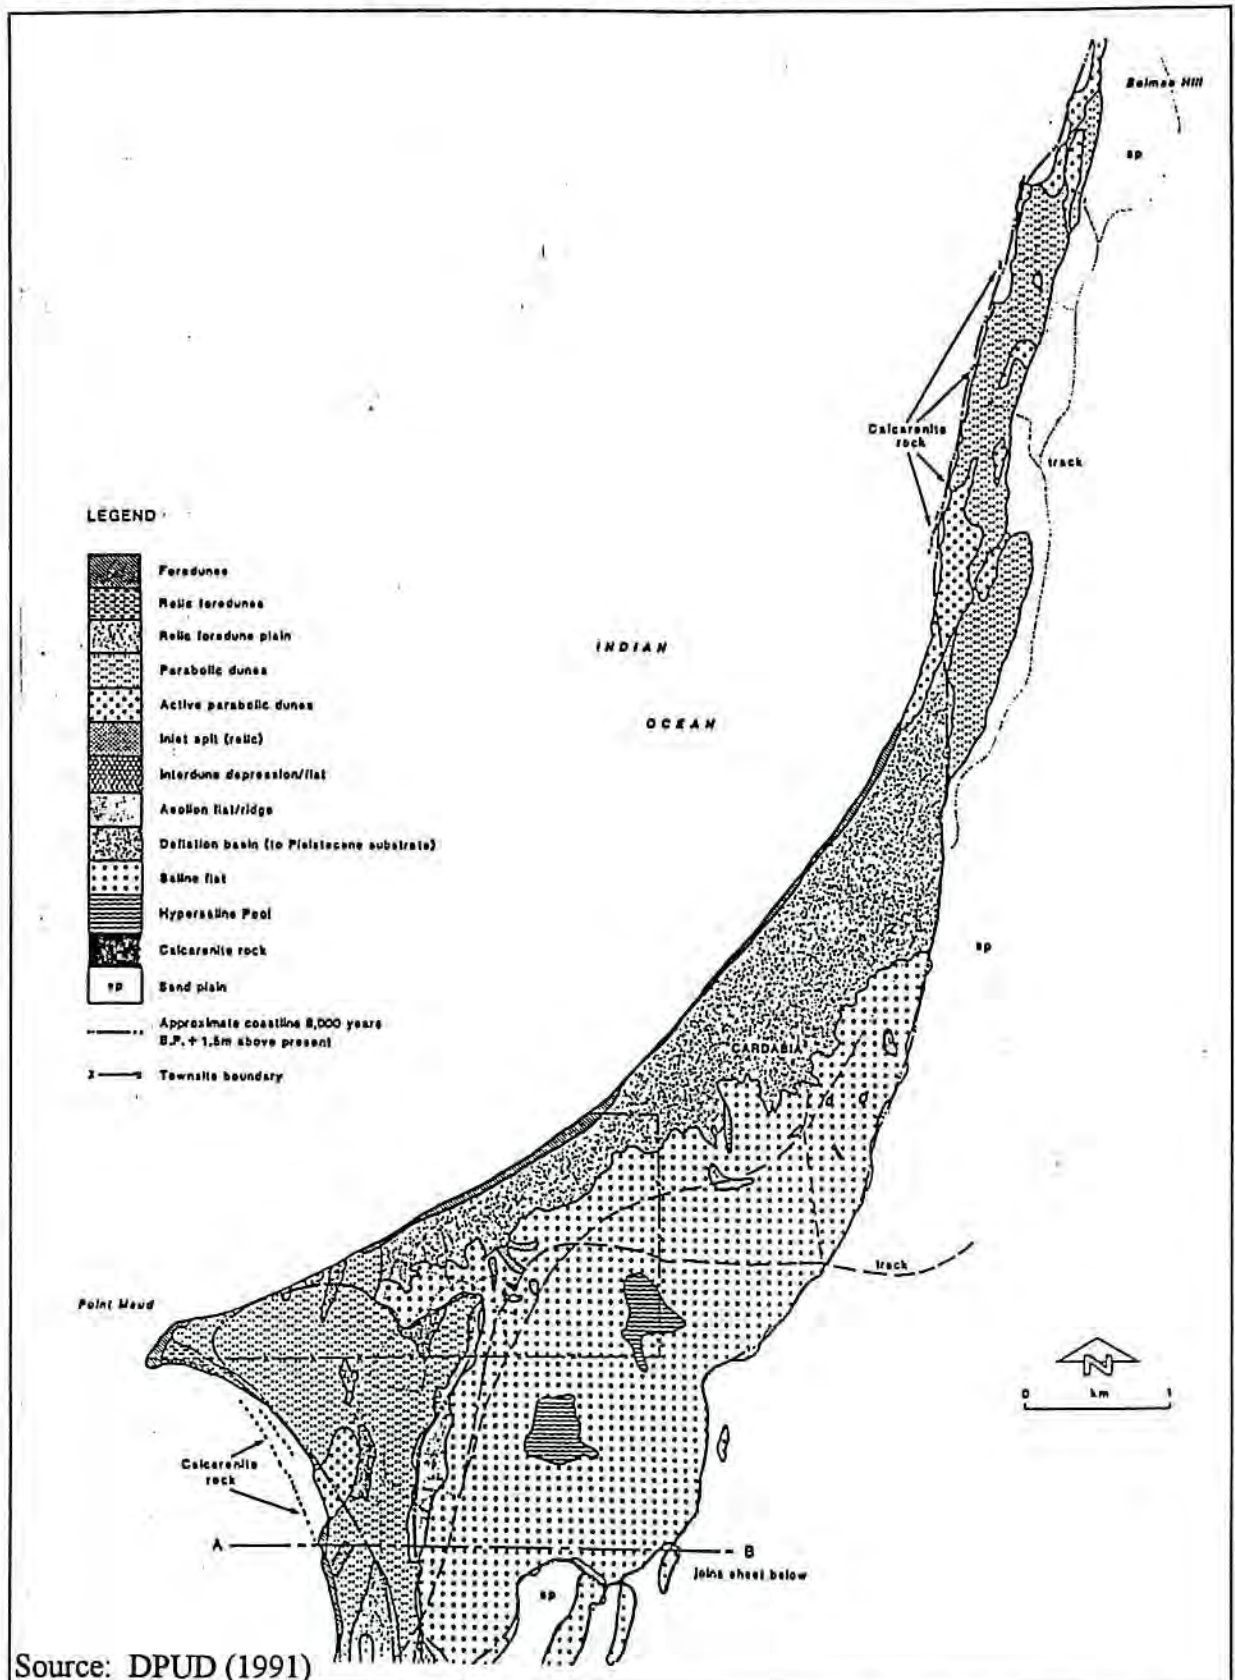 Point Maud
INDIAN
OCEAN
Calcarenite
rock
track
sp
LEGEND
Foredunes
Relic foredunes
Relic foredune plain
Parabolic dunes
Active parabolic dunes
Inlet spit (relic)
Interdune depression/flat
Aeolion flat/ridge
Deflation basin (to Pleistocene substrate)
Saline flat
Hypersaline Pool
Calcarenite rock
sp Sand plain
Approximate coastline 8,000 years
B.P. + 1.5m above present
x x Townsite boundary
CARDABIA
sp
track
N
0 km 1
Calcarenite
rock
A
B
joins sheet below
sp
sp
Hill
Source: DPUD (1991)